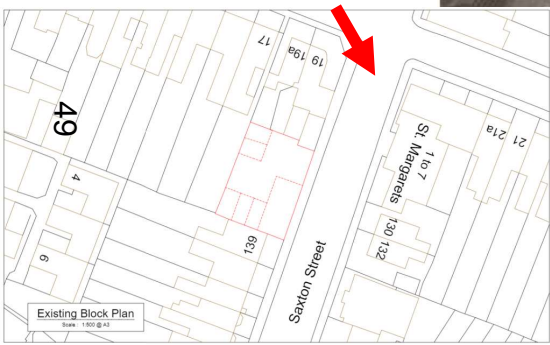 17
19a
19
49
21a
21
1 to 7
St. Margarets
4
130 132
139
6
Saxton Street
Existing Block Plan
Scale : 1:500 @ A3